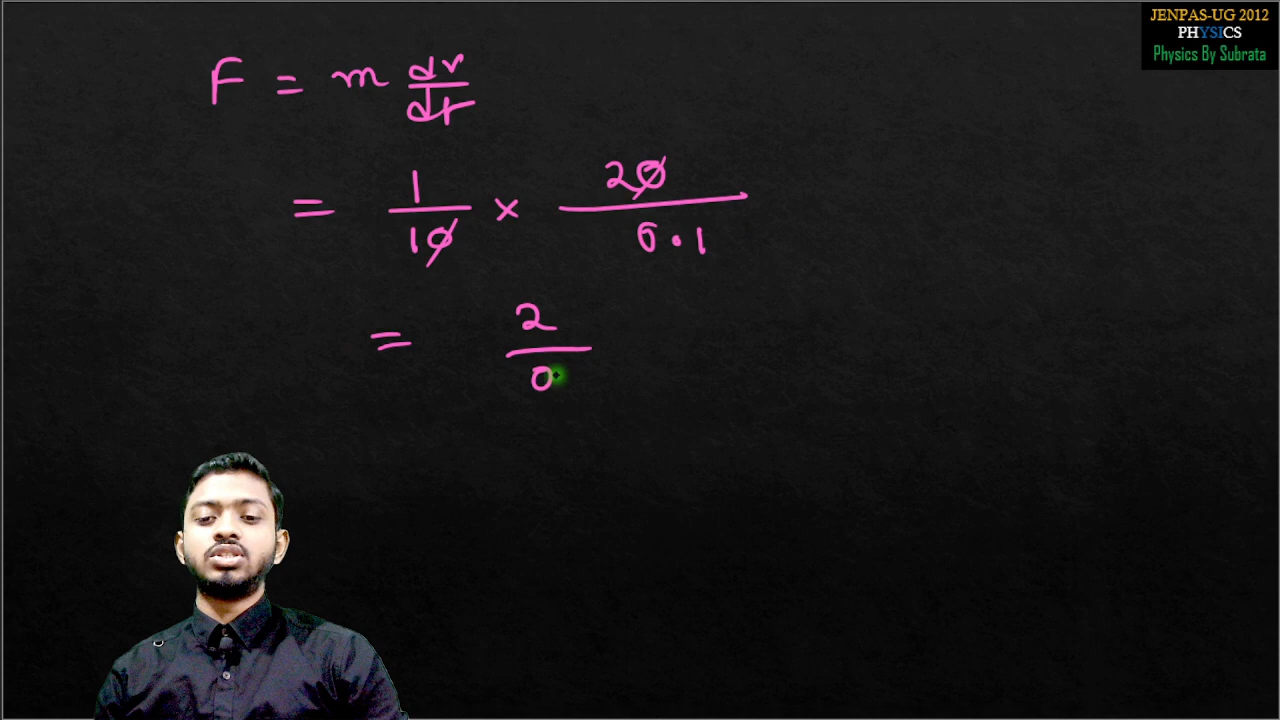 JENPAS-UG 2012
PHYSICS
Physics By Subrata
F = m dv/dt
= 1/10 × 20/0.1
= 2/0